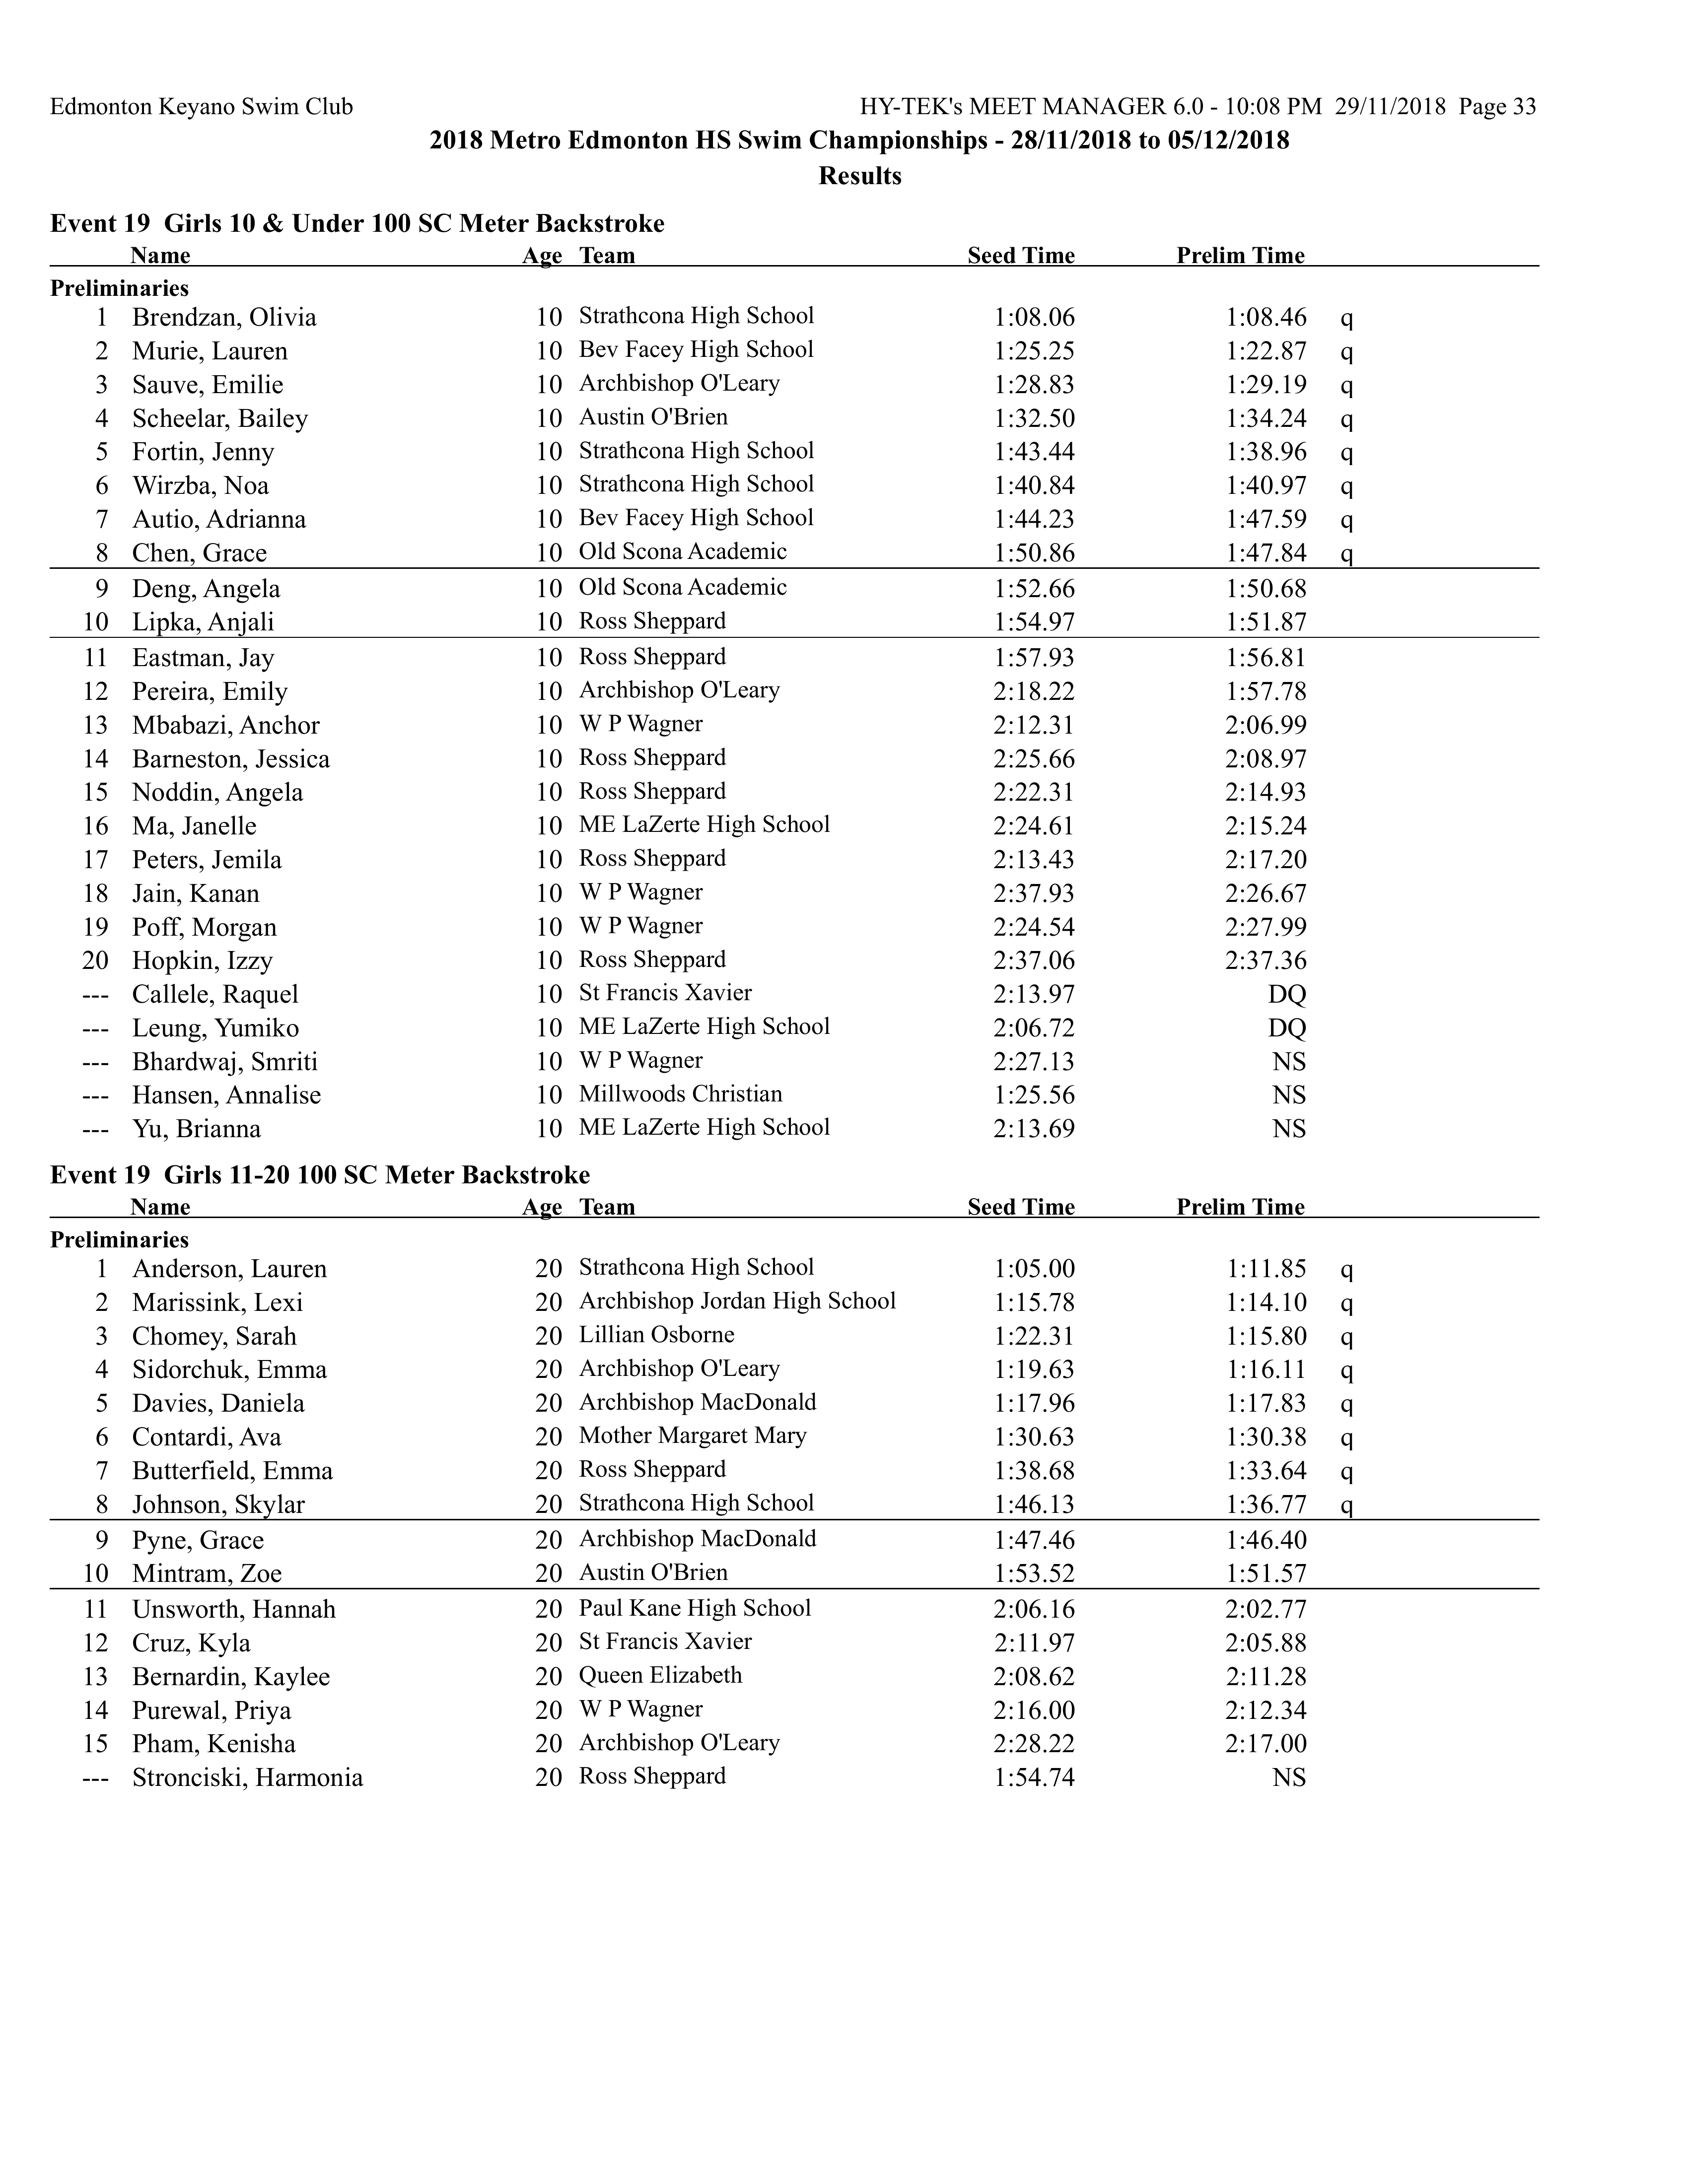 Edmonton Keyano Swim Club HY-TEK's MEET MANAGER 6.0 - 10:08 PM 29/11/2018 Page 33
2018 Metro Edmonton HS Swim Championships - 28/11/2018 to 05/12/2018
Results
Event 19 Girls 10 & Under 100 SC Meter Backstroke
Name Age Team Seed Time Prelim Time
Preliminaries
1 Brendzan, Olivia 10 Strathcona High School 1:08.06 1:08.46 q
2 Murie, Lauren 10 Bev Facey High School 1:25.25 1:22.87 q
3 Sauve, Emilie 10 Archbishop O'Leary 1:28.83 1:29.19 q
4 Scheelar, Bailey 10 Austin O'Brien 1:32.50 1:34.24 q
5 Fortin, Jenny 10 Strathcona High School 1:43.44 1:38.96 q
6 Wirzba, Noa 10 Strathcona High School 1:40.84 1:40.97 q
7 Autio, Adrianna 10 Bev Facey High School 1:44.23 1:47.59 q
8 Chen, Grace 10 Old Scona Academic 1:50.86 1:47.84 q
9 Deng, Angela 10 Old Scona Academic 1:52.66 1:50.68
10 Lipka, Anjali 10 Ross Sheppard 1:54.97 1:51.87
11 Eastman, Jay 10 Ross Sheppard 1:57.93 1:56.81
12 Pereira, Emily 10 Archbishop O'Leary 2:18.22 1:57.78
13 Mbabazi, Anchor 10 W P Wagner 2:12.31 2:06.99
14 Barneston, Jessica 10 Ross Sheppard 2:25.66 2:08.97
15 Noddin, Angela 10 Ross Sheppard 2:22.31 2:14.93
16 Ma, Janelle 10 ME LaZerte High School 2:24.61 2:15.24
17 Peters, Jemila 10 Ross Sheppard 2:13.43 2:17.20
18 Jain, Kanan 10 W P Wagner 2:37.93 2:26.67
19 Poff, Morgan 10 W P Wagner 2:24.54 2:27.99
20 Hopkin, Izzy 10 Ross Sheppard 2:37.06 2:37.36
--- Callele, Raquel 10 St Francis Xavier 2:13.97 DQ
--- Leung, Yumiko 10 ME LaZerte High School 2:06.72 DQ
--- Bhardwaj, Smriti 10 W P Wagner 2:27.13 NS
--- Hansen, Annalise 10 Millwoods Christian 1:25.56 NS
--- Yu, Brianna 10 ME LaZerte High School 2:13.69 NS
Event 19 Girls 11-20 100 SC Meter Backstroke
Name Age Team Seed Time Prelim Time
Preliminaries
1 Anderson, Lauren 20 Strathcona High School 1:05.00 1:11.85 q
2 Marissink, Lexi 20 Archbishop Jordan High School 1:15.78 1:14.10 q
3 Chomey, Sarah 20 Lillian Osborne 1:22.31 1:15.80 q
4 Sidorchuk, Emma 20 Archbishop O'Leary 1:19.63 1:16.11 q
5 Davies, Daniela 20 Archbishop MacDonald 1:17.96 1:17.83 q
6 Contardi, Ava 20 Mother Margaret Mary 1:30.63 1:30.38 q
7 Butterfield, Emma 20 Ross Sheppard 1:38.68 1:33.64 q
8 Johnson, Skylar 20 Strathcona High School 1:46.13 1:36.77 q
9 Pyne, Grace 20 Archbishop MacDonald 1:47.46 1:46.40
10 Mintram, Zoe 20 Austin O'Brien 1:53.52 1:51.57
11 Unsworth, Hannah 20 Paul Kane High School 2:06.16 2:02.77
12 Cruz, Kyla 20 St Francis Xavier 2:11.97 2:05.88
13 Bernardin, Kaylee 20 Queen Elizabeth 2:08.62 2:11.28
14 Purewal, Priya 20 W P Wagner 2:16.00 2:12.34
15 Pham, Kenisha 20 Archbishop O'Leary 2:28.22 2:17.00
--- Stronciski, Harmonia 20 Ross Sheppard 1:54.74 NS